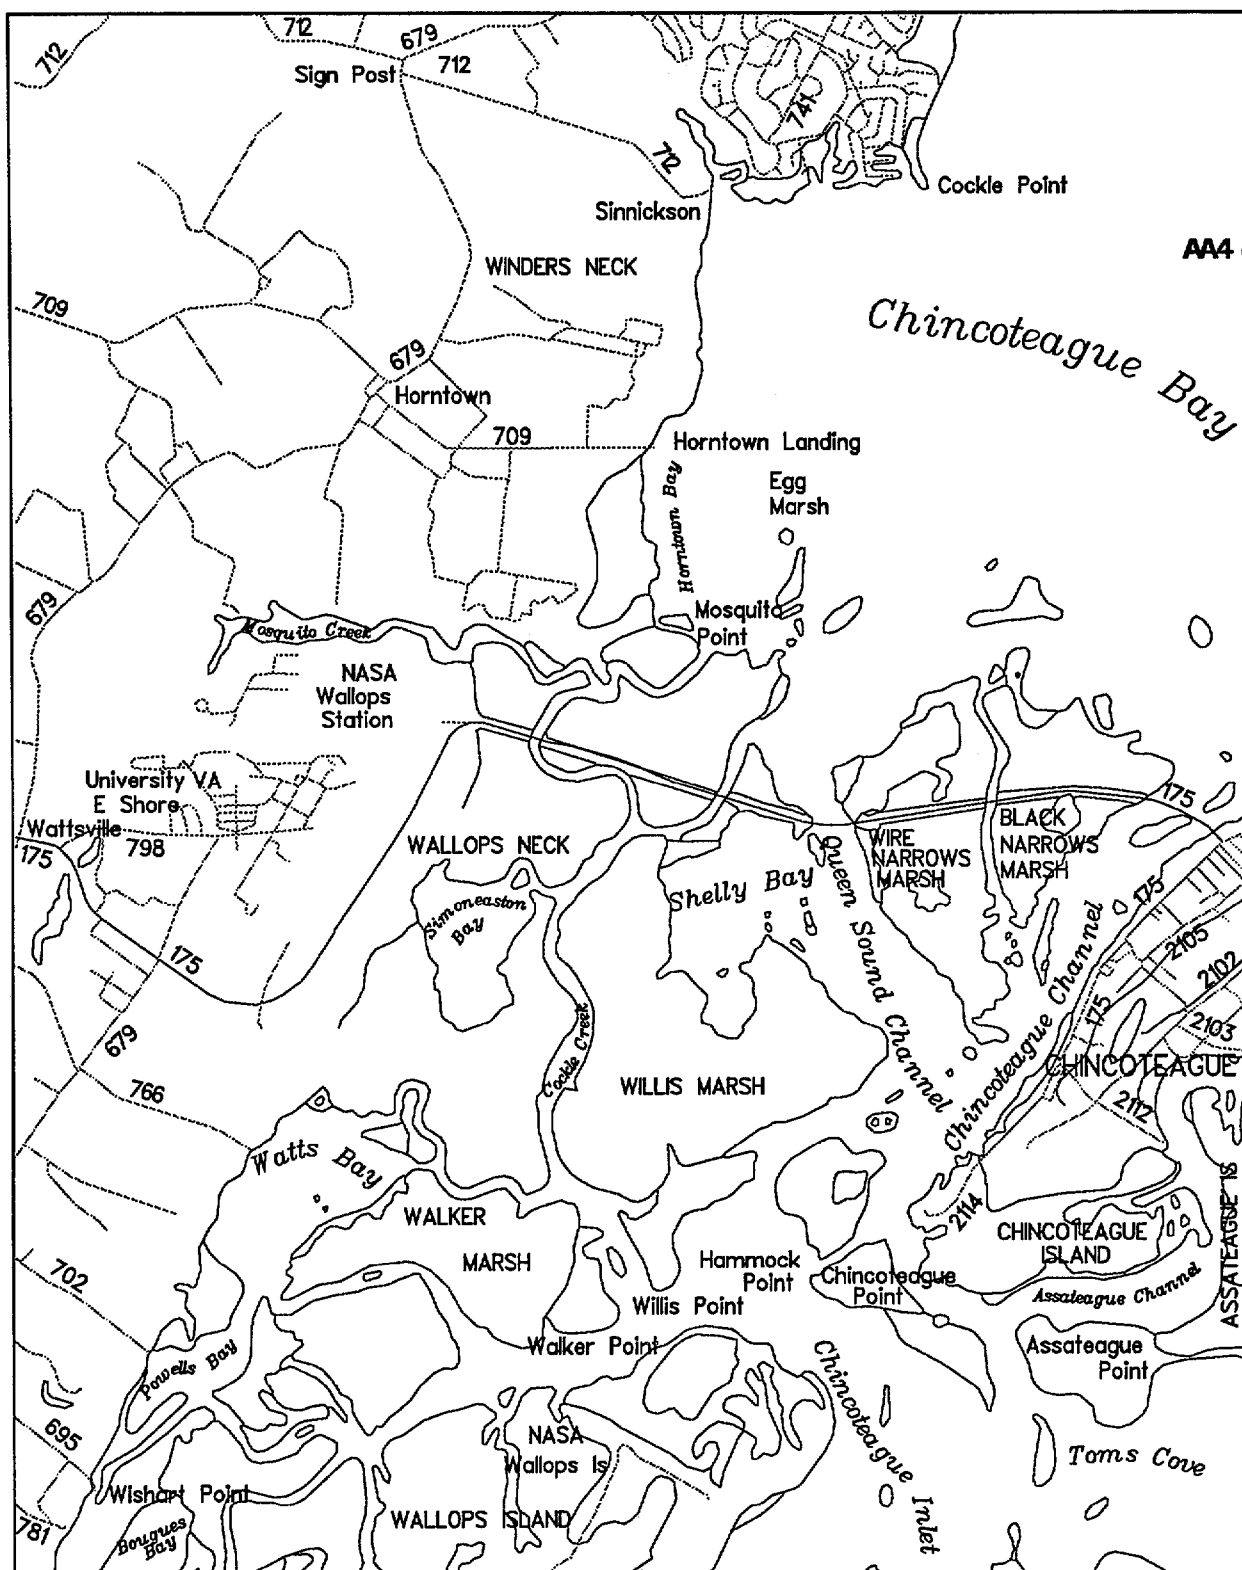 712
679
712
Sign Post
712
741
712
Cockle Point
Sinnickson
AA4
WINDERS NECK
709
Chincoteague Bay
679
Horntown
709
Horntown Landing
Egg
Marsh
Horntown Bay
679
Mosquito
Point
Mosquito Creek
NASA
Wallops
Station
University VA
E Shore
Wattsville
798
175
175
BLACK
NARROWS
MARSH
WIRE
NARROWS
MARSH
WALLOPS NECK
Shelly Bay
Queen Sound Channel
Simoneaston
Bay
175
175
2105
2102
175
2103
Chincoteague Channel
679
Cockle Creek
766
WILLIS MARSH
CHINCOTEAGUE
2112
Watts Bay
ASSATEAGUE IS
WALKER
MARSH
2114
CHINCOTEAGUE
ISLAND
Hammock
Point
Chincoteague
Point
702
Assateague Channel
Willis Point
Walker Point
Assateague
Point
Powells Bay
Chincoteague Inlet
695
NASA
Wallops Is
Toms Cove
Wishart Point
WALLOPS ISLAND
781
Bougues
Bay